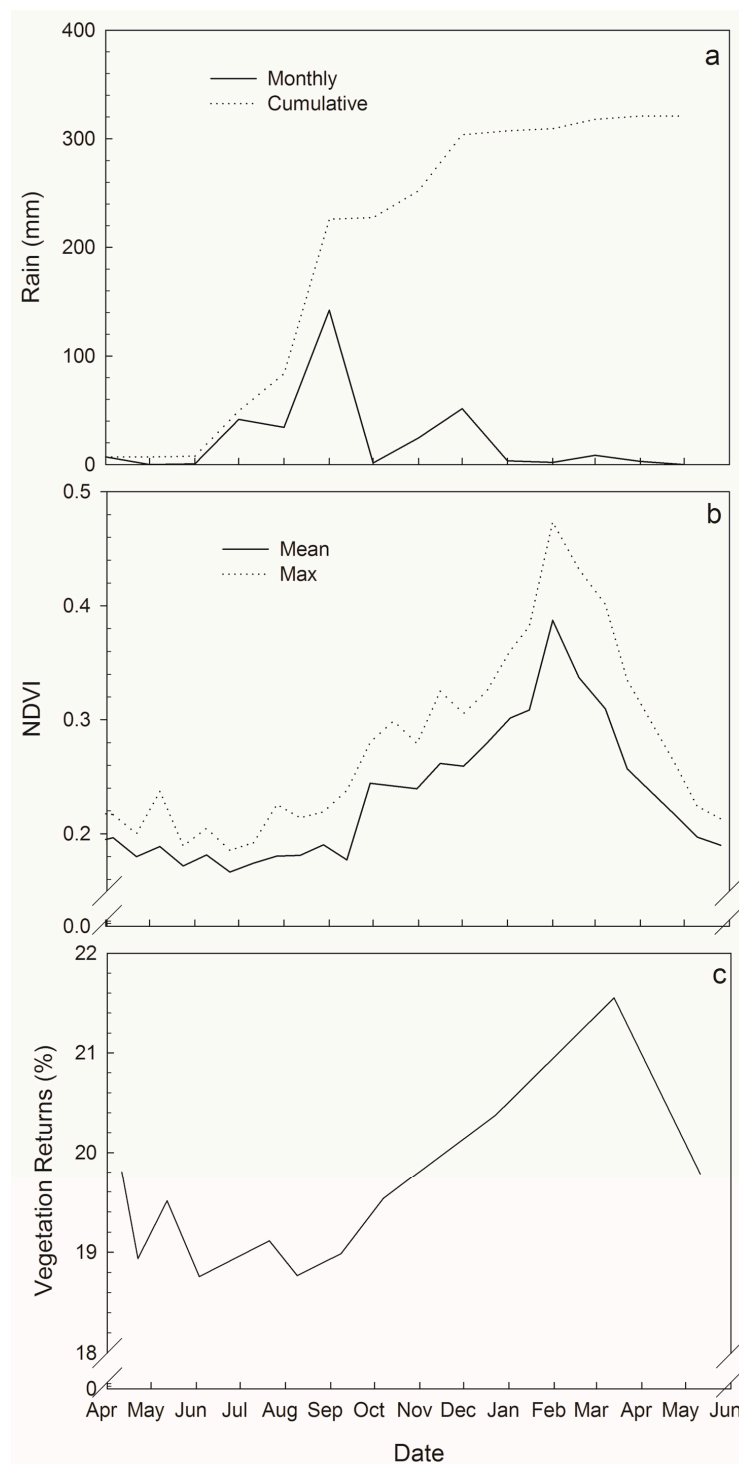 400
300
200
100
0
Rain (mm)
a
Monthly
Cumulative
0.5
0.4
0.3
0.2
0.0
NDVI
b
Mean
Max
22
21
20
19
18
0
Vegetation Returns (%)
c
Apr May Jun Jul Aug Sep Oct Nov Dec Jan Feb Mar Apr May Jun
Date